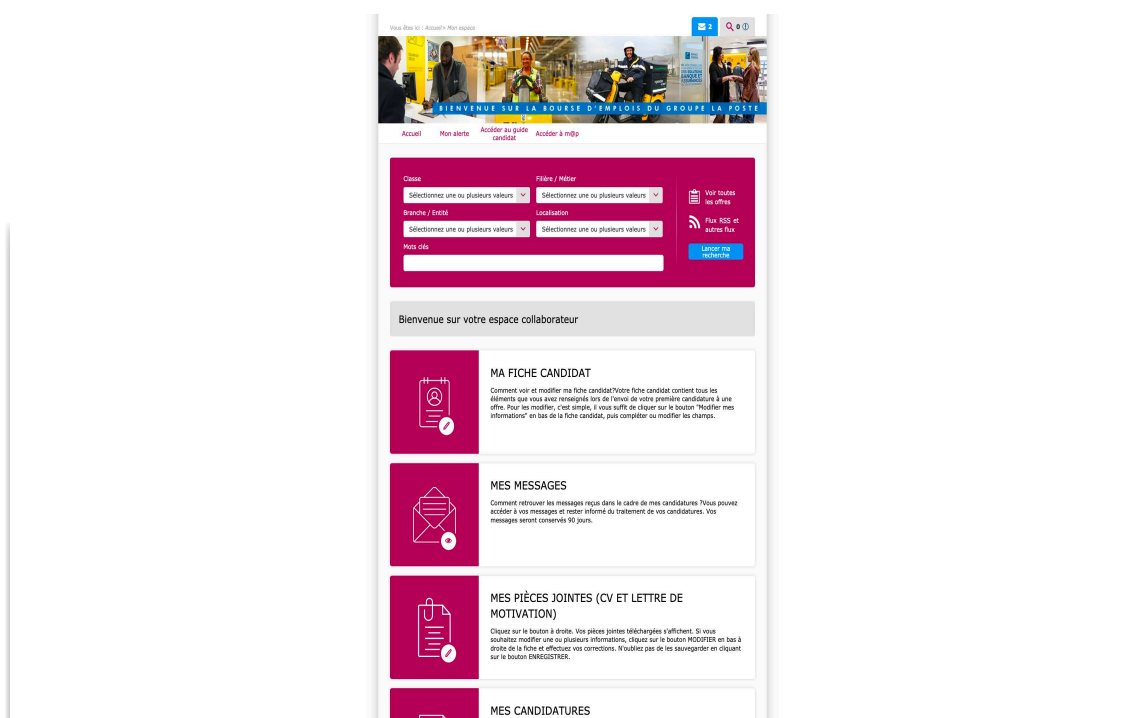 Vous êtes ici : Accueil> Mon espace
2
0
BIENVENUE SUR LA BOURSE D'EMPLOIS DU GROUPE LA POSTE
Accueil
Mon alerte
Accéder au guide
candidat
Accéder à m@p
Classe
Filière / Métier
Sélectionnez une ou plusieurs valeurs
Sélectionnez une ou plusieurs valeurs
Branche / Entité
Localisation
Sélectionnez une ou plusieurs valeurs
Sélectionnez une ou plusieurs valeurs
Mots clés
Voir toutes
les offres
Flux RSS et
autres flux
Lancer ma
recherche
Bienvenue sur votre espace collaborateur
MA FICHE CANDIDAT
Comment voir et modifier ma fiche candidat?Votre fiche candidat contient tous les
éléments que vous avez renseignés lors de l'envoi de votre première candidature à une
offre. Pour les modifier, c'est simple, il vous suffit de cliquer sur le bouton "Modifier mes
informations" en bas de la fiche candidat, puis compléter ou modifier les champs.
MES MESSAGES
Comment retrouver les messages reçus dans le cadre de mes candidatures ?Vous pouvez
accéder à vos messages et rester informé du traitement de vos candidatures. Vos
messages seront conservés 90 jours.
MES PIÈCES JOINTES (CV ET LETTRE DE
MOTIVATION)
Cliquez sur le bouton à droite. Vos pièces jointes téléchargées s'affichent. Si vous
souhaitez modifier une ou plusieurs informations, cliquez sur le bouton MODIFIER en bas à
droite de la fiche et effectuez vos corrections. N'oubliez pas de les sauvegarder en cliquant
sur le bouton ENREGISTRER.
MES CANDIDATURES